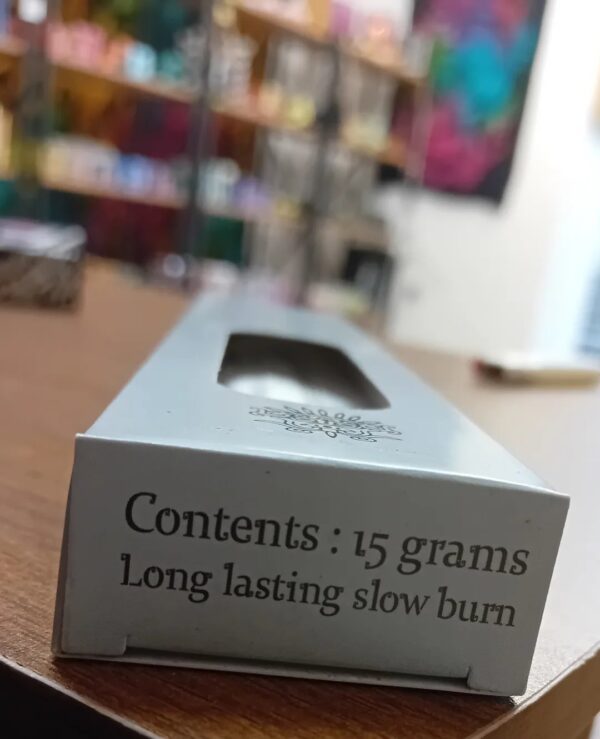 Contents : 15 grams
Long lasting slow burn